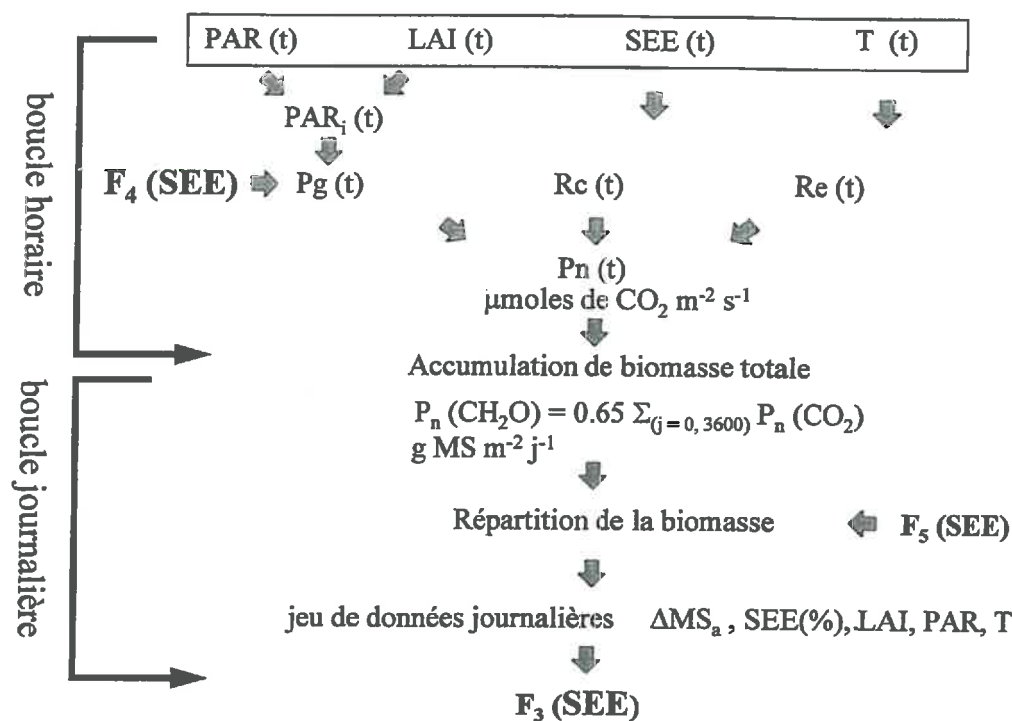 PAR (t) LAI (t) SEE (t) T (t)
boucle horaire
PARᵢ (t)
F₄ (SEE) Pg (t) Rc (t) Re (t)
Pn (t)
µmoles de CO₂ m⁻² s⁻¹
Accumulation de biomasse totale
boucle journalière
Pₙ (CH₂O) = 0.65 Σ₍ⱼ ₌ ₀, ₃₆₀₀₎ Pₙ (CO₂)
g MS m⁻² j⁻¹
Répartition de la biomasse F₅ (SEE)
jeu de données journalières ΔMSₐ , SEE(%), LAI, PAR, T
F₃ (SEE)